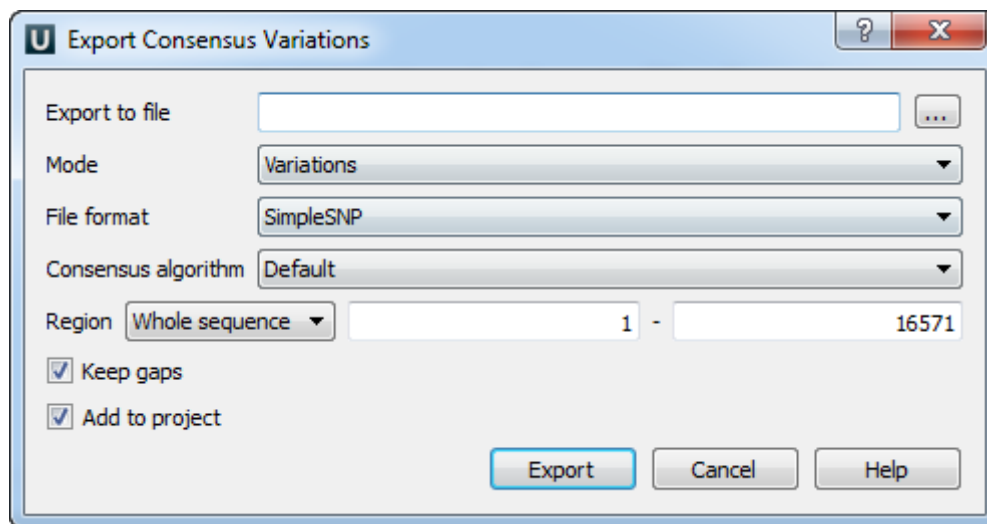 U Export Consensus Variations ? X
Export to file ...
Mode Variations
File format SimpleSNP
Consensus algorithm Default
Region Whole sequence 1 - 16571
Keep gaps
Add to project
Export Cancel Help